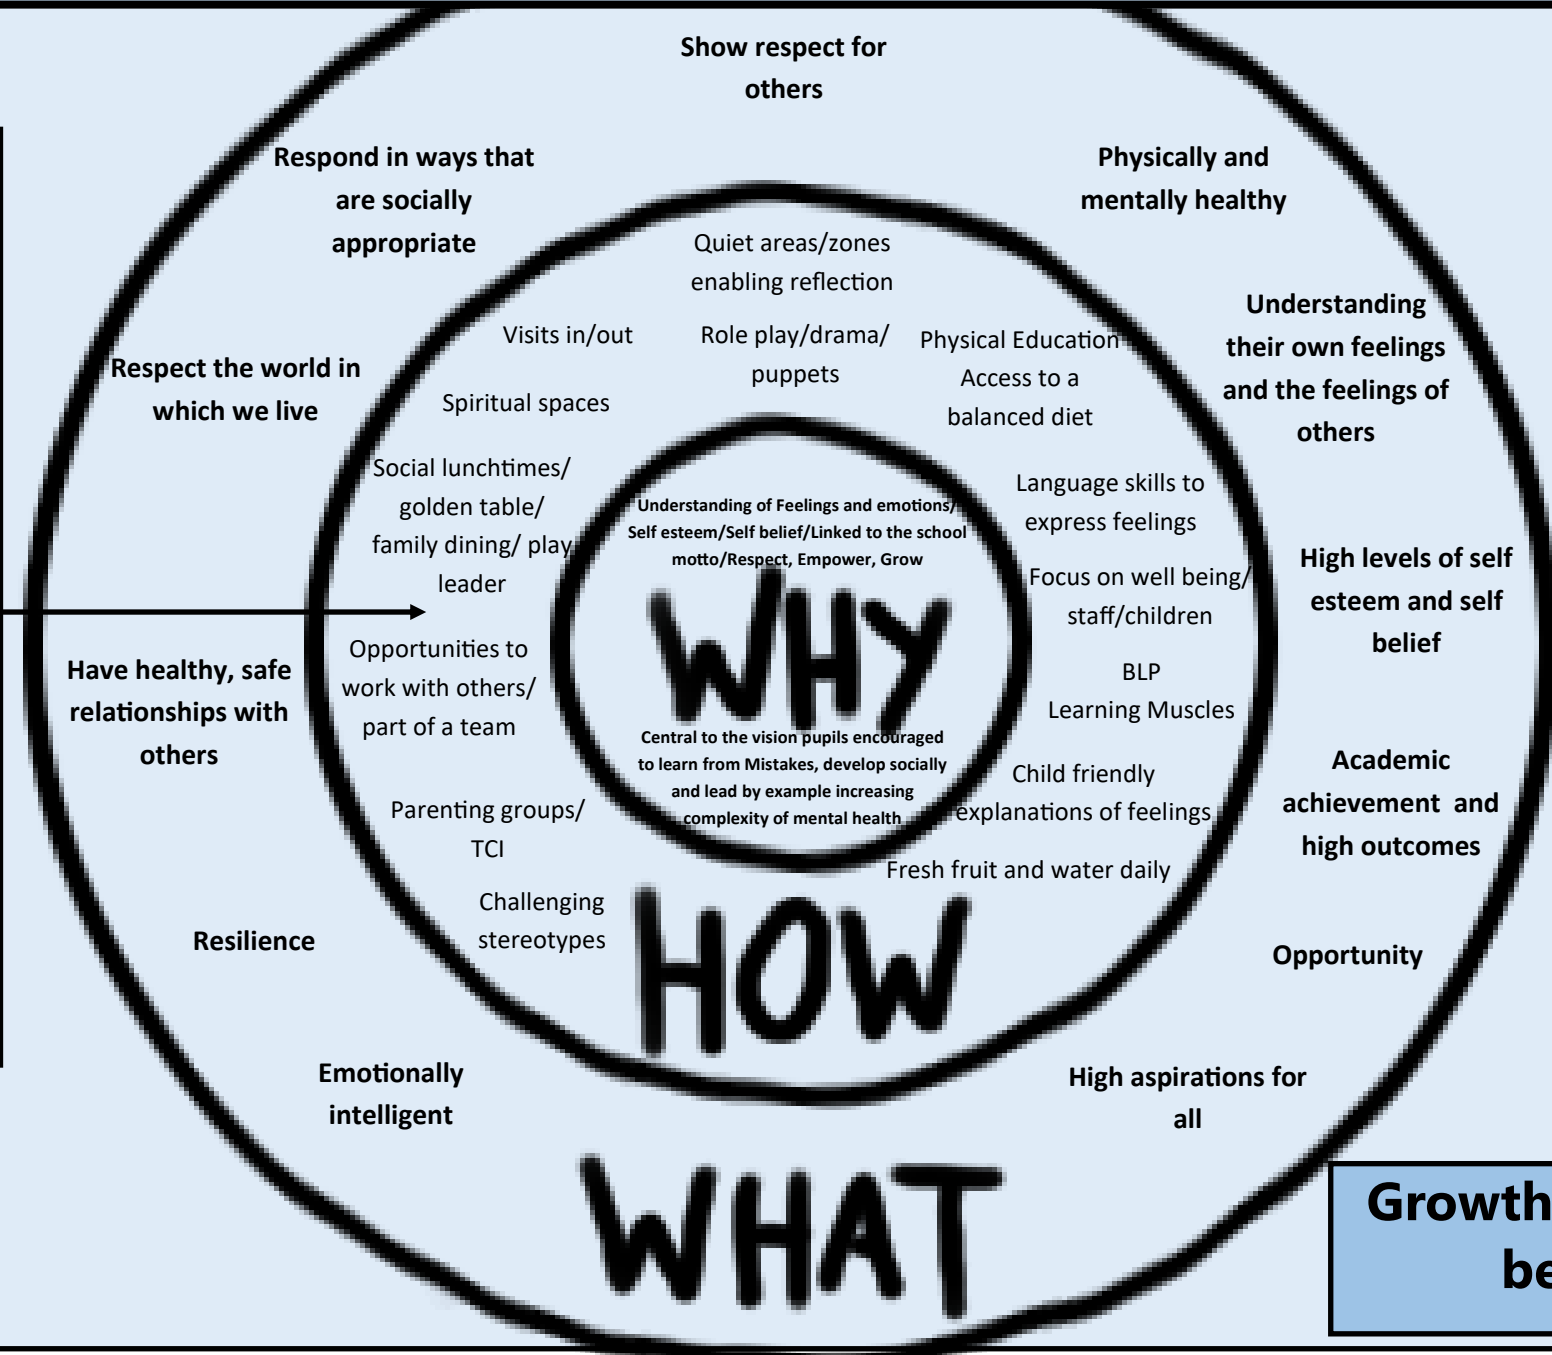 Show respect for
others
Respond in ways that
are socially
appropriate
Physically and
mentally healthy
Respect the world in
which we live
Understanding
their own feelings
and the feelings of
others
Have healthy, safe
relationships with
others
High levels of self
esteem and self
belief
Academic
achievement and
high outcomes
Resilience
Opportunity
Emotionally
intelligent
High aspirations for
all
Quiet areas/zones
enabling reflection
Visits in/out
Role play/drama/
puppets
Physical Education
Access to a
balanced diet
Spiritual spaces
Social lunchtimes/
golden table/
family dining/ play
leader
Language skills to
express feelings
Focus on well being/
staff/children
Opportunities to
work with others/
part of a team
BLP
Learning Muscles
Parenting groups/
TCI
Child friendly
explanations of feelings
Fresh fruit and water daily
Challenging
stereotypes
Understanding of Feelings and emotions/
Self esteem/Self belief/Linked to the school
motto/Respect, Empower, Grow
WHY
Central to the vision pupils encouraged
to learn from Mistakes, develop socially
and lead by example increasing
complexity of mental health
HOW
WHAT
Growth
be